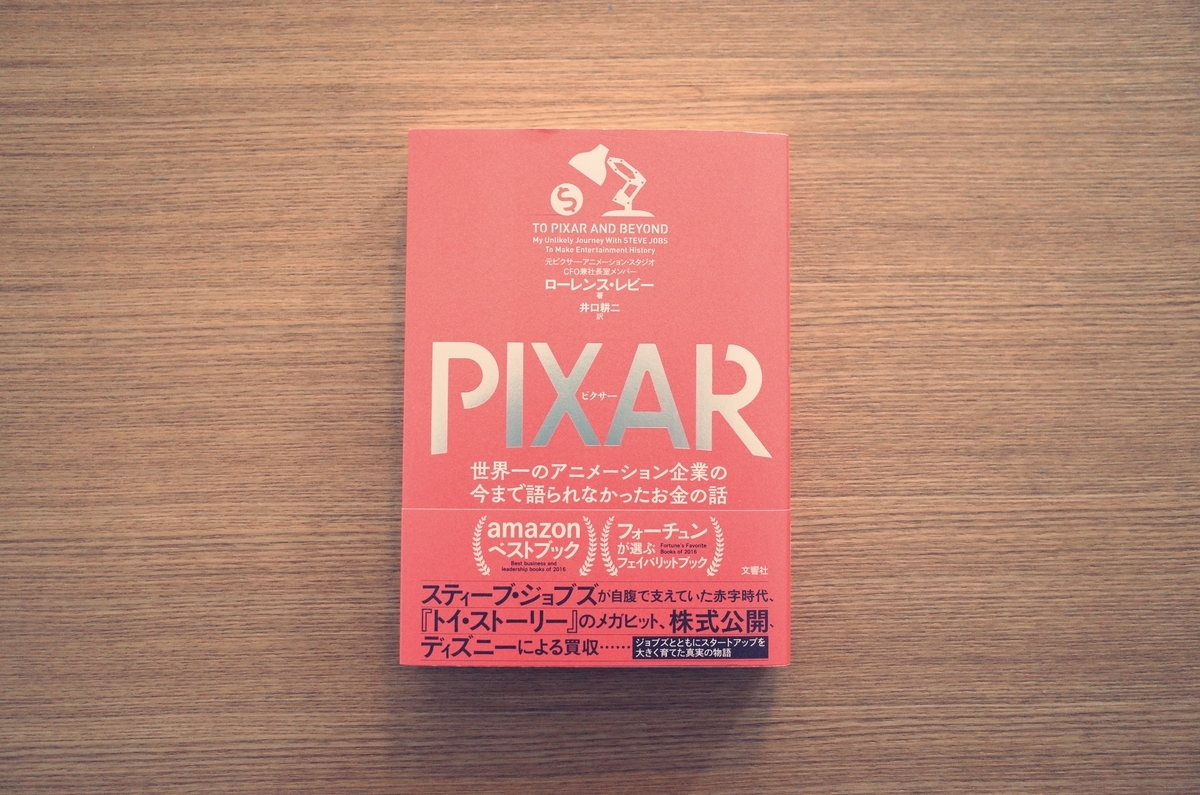 S
TO PIXAR AND BEYOND
My Unlikely Journey With STEVE JOBS
To Make Entertainment History
元ピクサー・アニメーション・スタジオ
CFO兼社長室メンバー
ローレンス・レビー
著
井口耕二
訳
PIXAR
ピクサー
世界一のアニメーション企業の
今まで語られなかったお金の話
amazon
ベストブック
Best business and
leadership books of 2016
フォーチュン
が選ぶ
Fortune's Favorite
Books of 2016
フェイバリットブック
文響社
スティーブ・ジョブズが自腹で支えていた赤字時代、
『トイ・ストーリー』のメガヒット、株式公開、
ディズニーによる買収……
ジョブズとともにスタートアップを
大きく育てた真実の物語